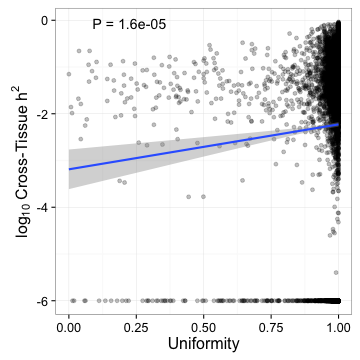 P = 1.6e-05
0
-2
-4
-6
log₁₀ Cross-Tissue h²
0.00 0.25 0.50 0.75 1.00
Uniformity